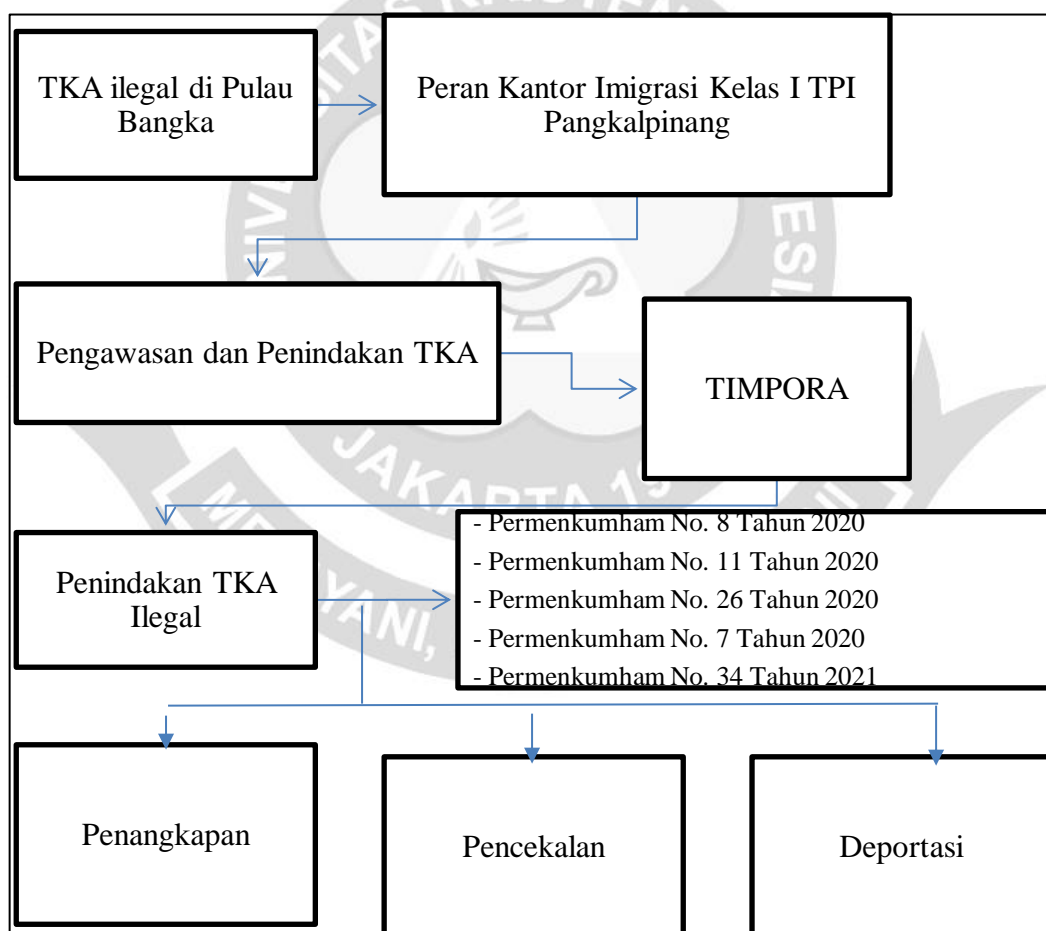 TKA ilegal di Pulau
Bangka
Peran Kantor Imigrasi Kelas I TPI
Pangkalpinang
Pengawasan dan Penindakan TKA
TIMPORA
Penindakan TKA
Ilegal
- Permenkumham No. 8 Tahun 2020
- Permenkumham No. 11 Tahun 2020
- Permenkumham No. 26 Tahun 2020
- Permenkumham No. 7 Tahun 2020
- Permenkumham No. 34 Tahun 2021
Penangkapan
Pencekalan
Deportasi
JAKARTA 19